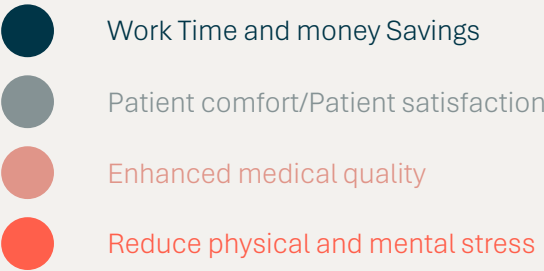 Work Time and money Savings
Patient comfort/Patient satisfaction
Enhanced medical quality
Reduce physical and mental stress